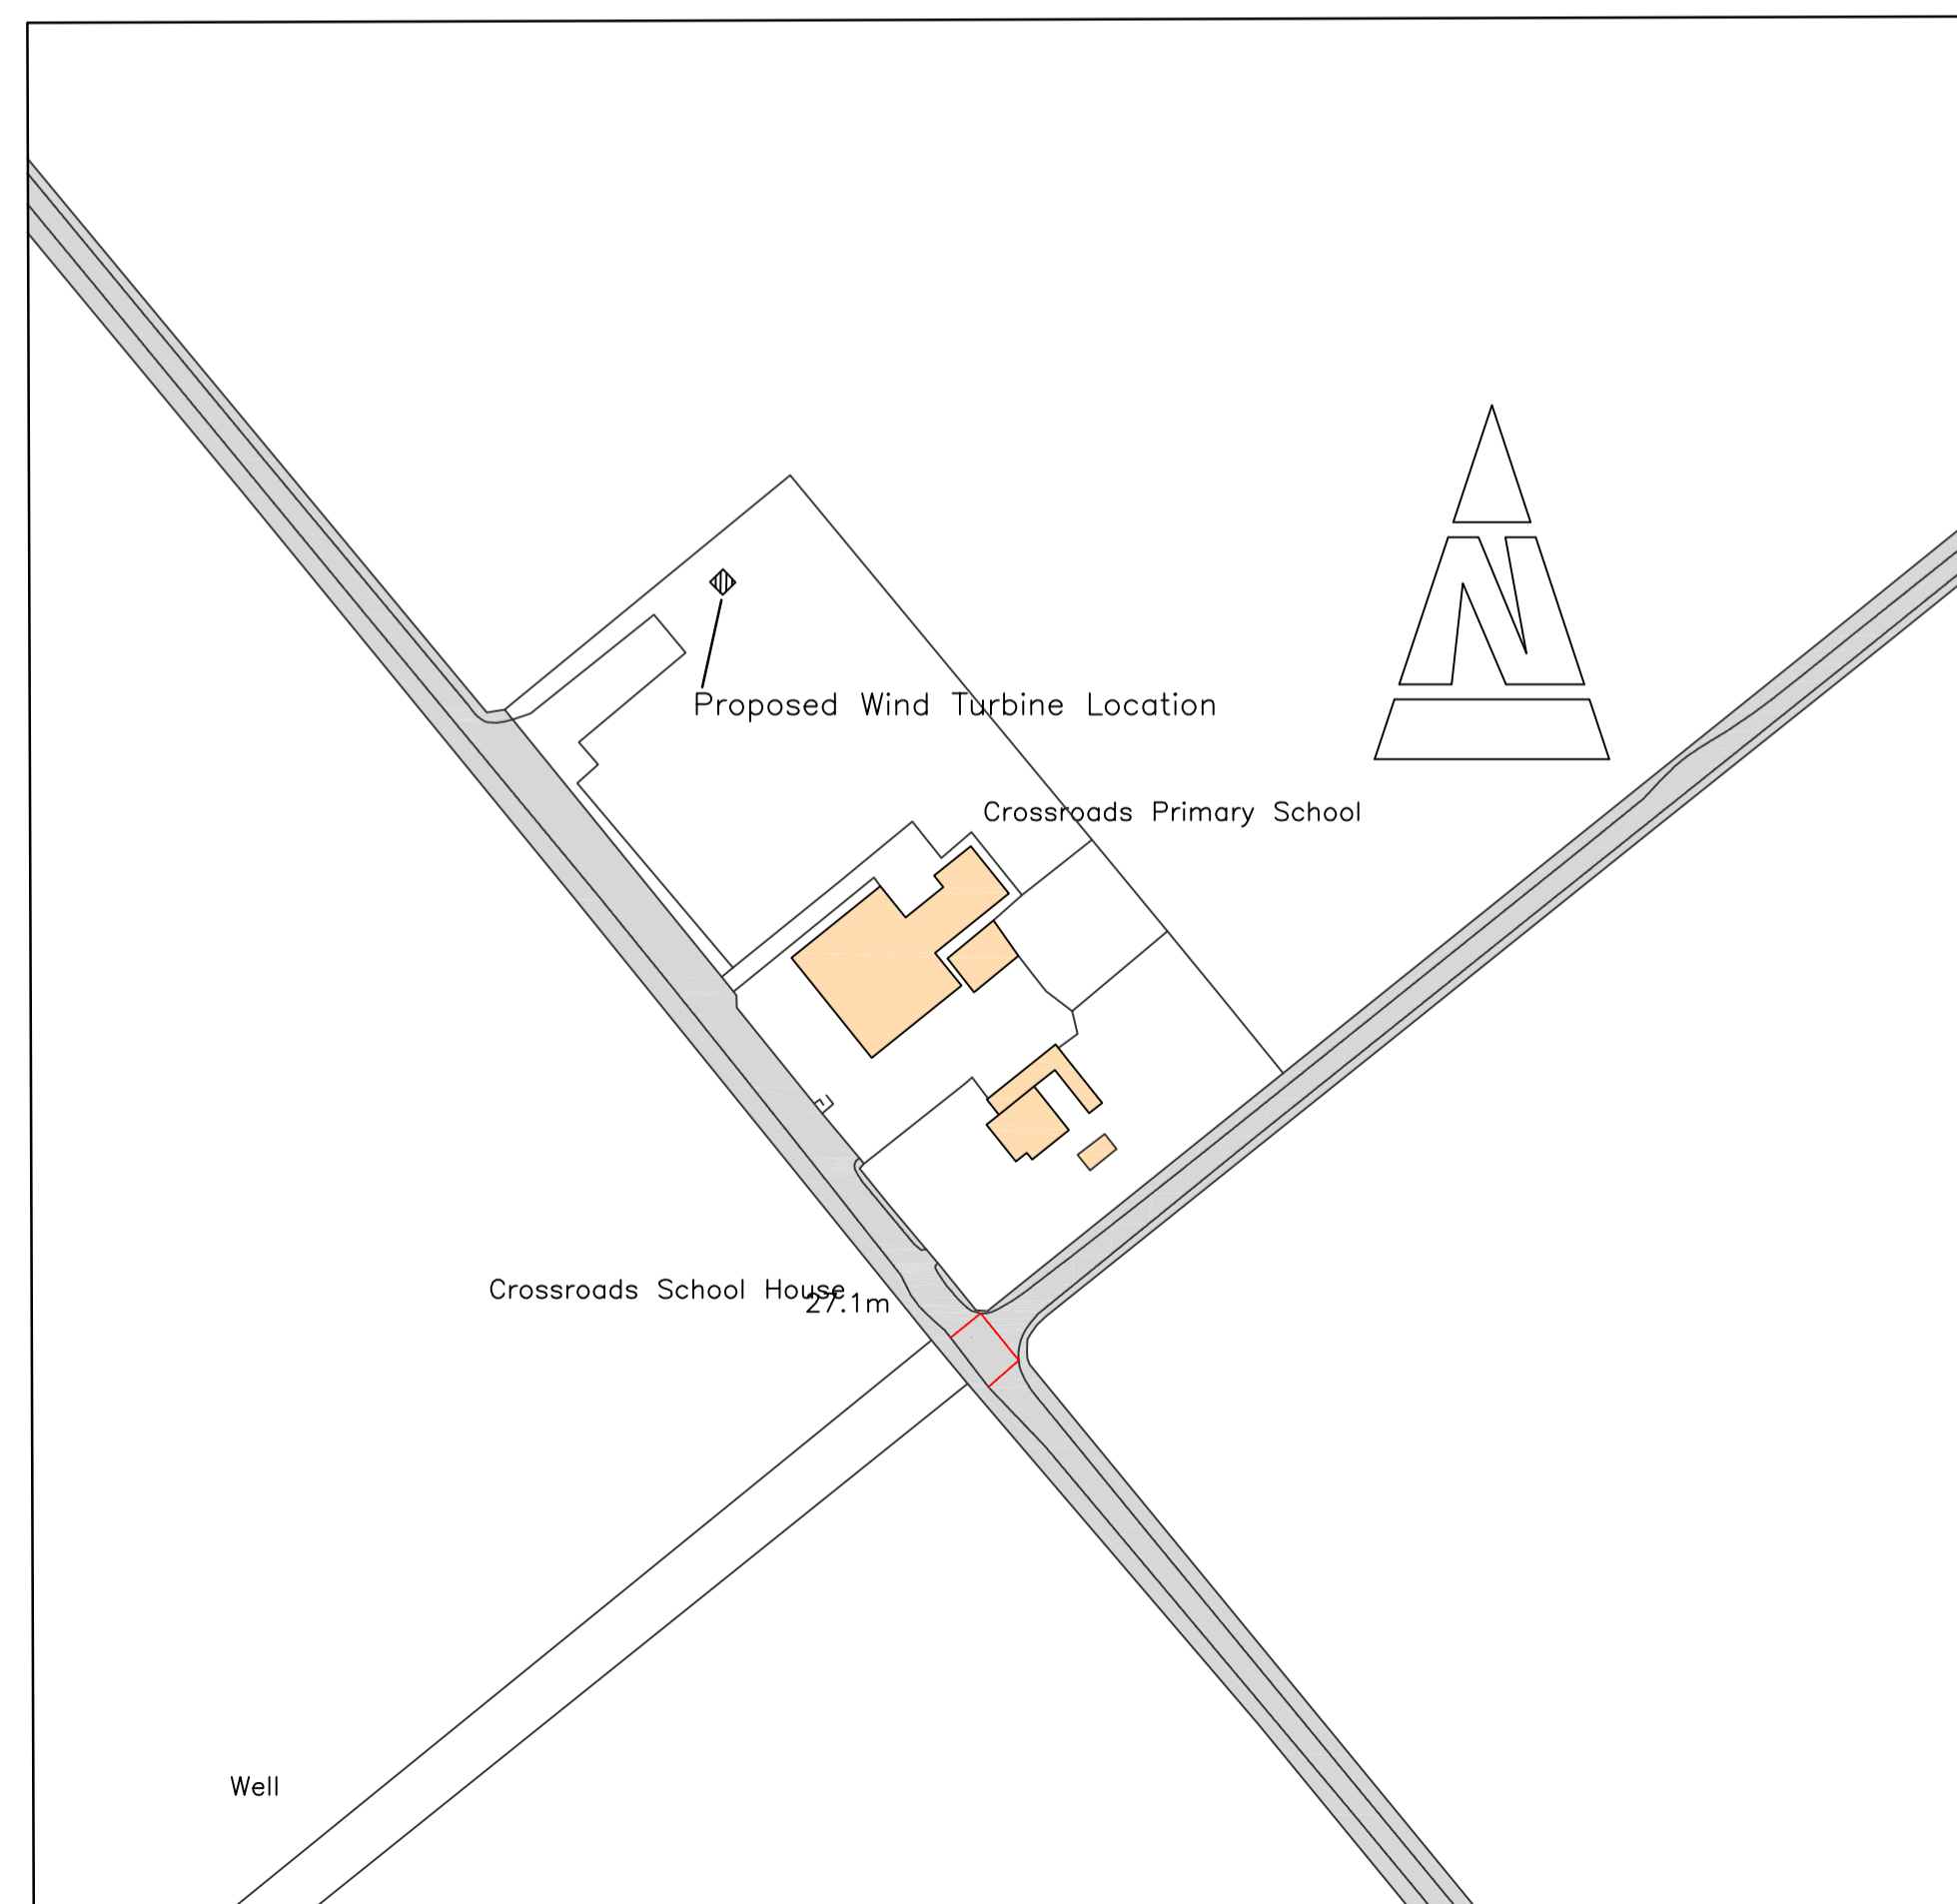 N
Proposed Wind Turbine Location
Crossroads Primary School
Crossroads School House
27.1m
Well